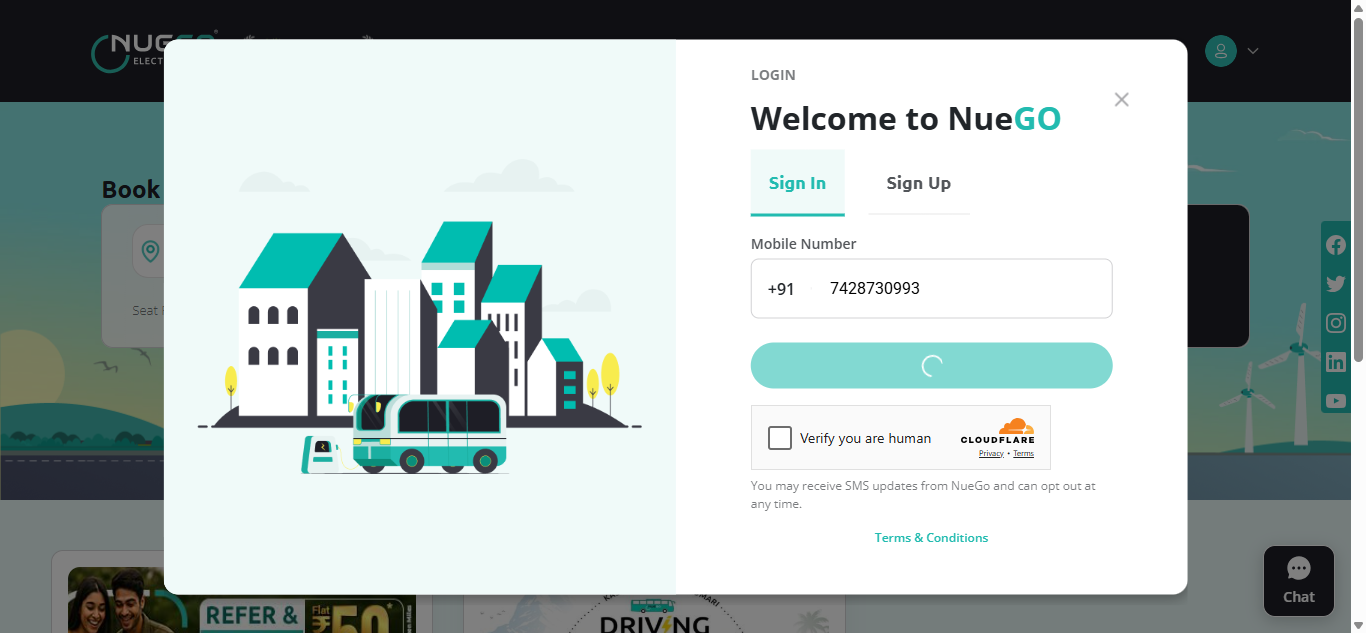 NUEGO
ELECT
LOGIN
Welcome to NueGO
Sign In
Sign Up
Book
Mobile Number
+91
7428730993
Seat
Verify you are human
CLOUDFLARE
Privacy • Terms
You may receive SMS updates from NueGo and can opt out at
any time.
Terms & Conditions
Chat
REFER &
Flat
₹50*
DRIVING